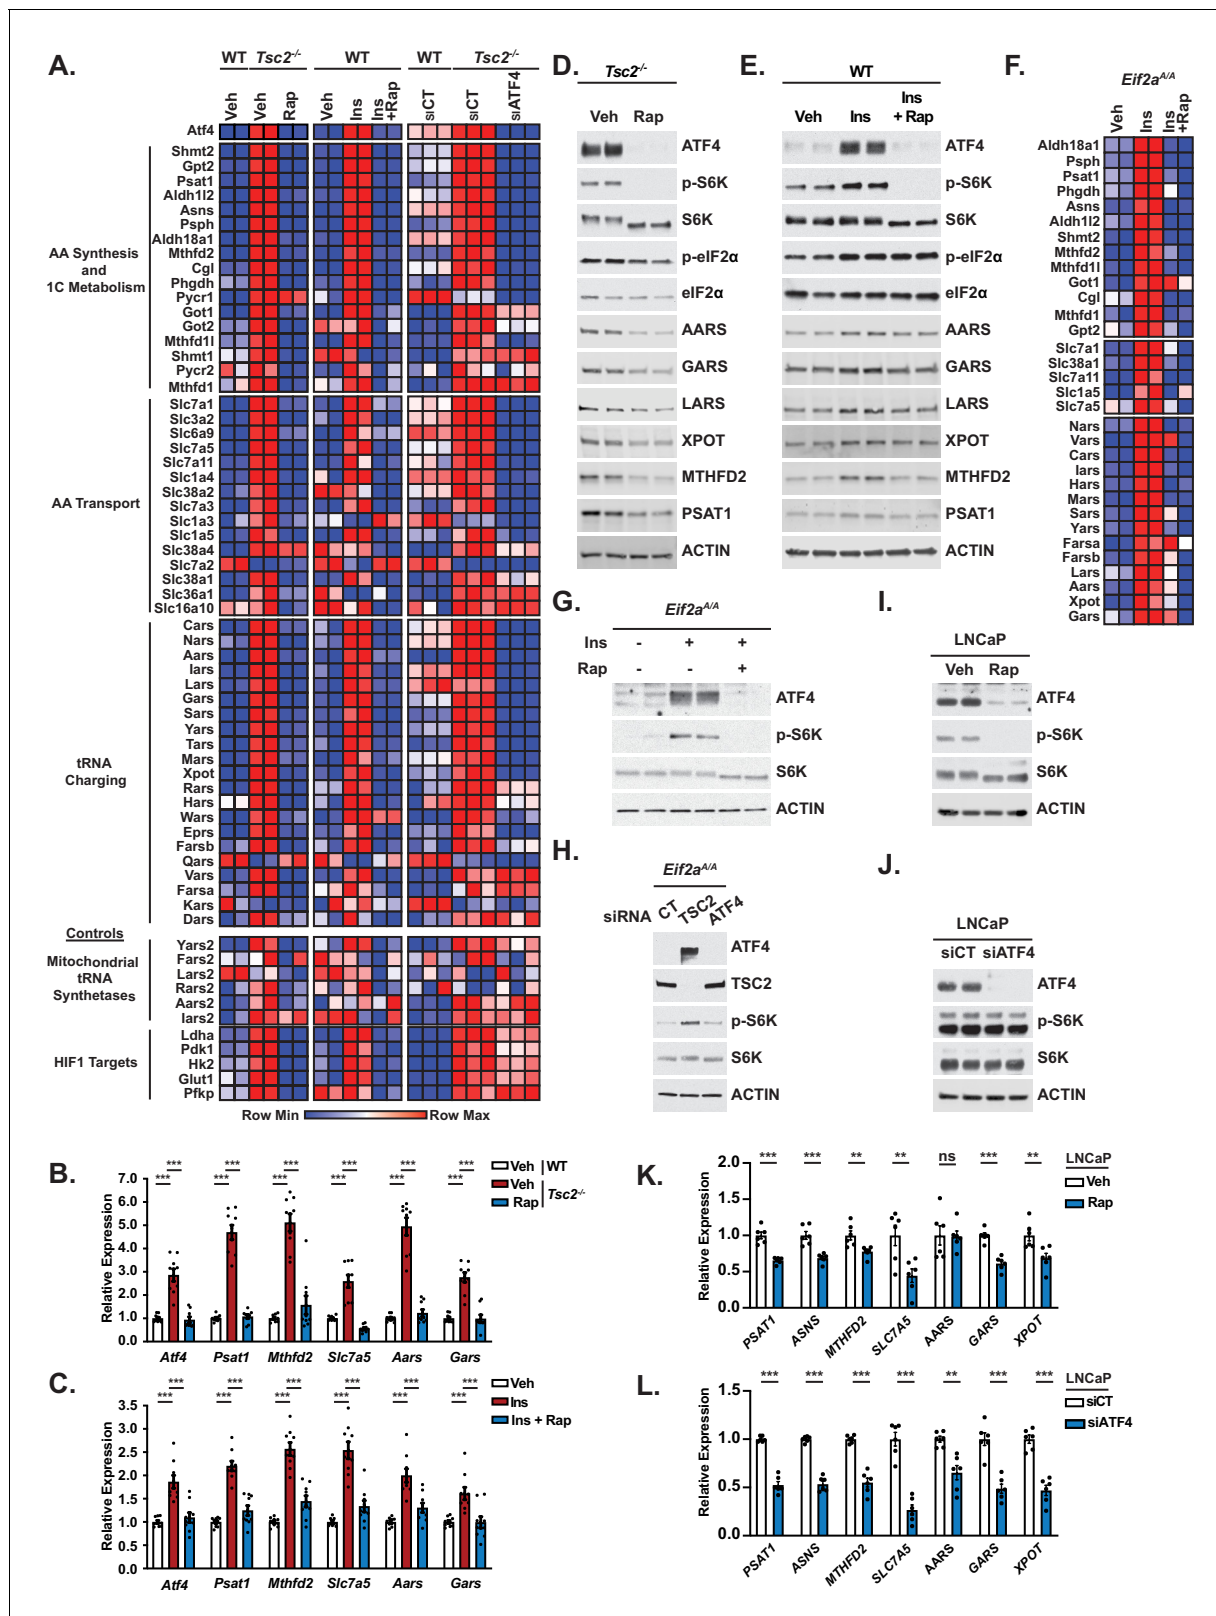 A.
WT Tsc2-/- WT WT Tsc2-/-
Veh Veh Rap Veh Ins Ins +Rap siCT siCT siATF4
Atf4
AA Synthesis and 1C Metabolism
Shmt2
Gpt2
Psat1
Aldh1l2
Asns
Psph
Aldh18a1
Mthfd2
Cgl
Phgdh
Pycr1
Got1
Got2
Mthfd1l
Shmt1
Pycr2
Mthfd1
AA Transport
Slc7a1
Slc3a2
Slc6a9
Slc7a5
Slc7a11
Slc1a4
Slc38a2
Slc7a3
Slc1a3
Slc1a5
Slc38a4
Slc7a2
Slc38a1
Slc36a1
Slc16a10
tRNA Charging
Cars
Nars
Aars
Iars
Lars
Gars
Sars
Yars
Tars
Mars
Xpot
Rars
Hars
Wars
Eprs
Farsb
Qars
Vars
Farsa
Kars
Dars
Controls
Mitochondrial tRNA Synthetases
Yars2
Fars2
Lars2
Rars2
Aars2
Iars2
HIF1 Targets
Ldha
Pdk1
Hk2
Glut1
Pfkp
Row Min Row Max
D.
Tsc2-/-
Veh Rap
ATF4
p-S6K
S6K
p-eIF2α
eIF2α
AARS
GARS
LARS
XPOT
MTHFD2
PSAT1
ACTIN
E.
WT
Veh Ins Ins + Rap
ATF4
p-S6K
S6K
p-eIF2α
eIF2α
AARS
GARS
LARS
XPOT
MTHFD2
PSAT1
ACTIN
F.
Eif2aA/A
Veh Ins Ins +Rap
Aldh18a1
Psph
Psat1
Phgdh
Asns
Aldh1l2
Shmt2
Mthfd2
Mthfd1l
Got1
Cgl
Mthfd1
Gpt2
Slc7a1
Slc38a1
Slc7a11
Slc1a5
Slc7a5
Nars
Vars
Cars
Iars
Hars
Mars
Sars
Yars
Farsa
Farsb
Lars
Aars
Xpot
Gars
G.
Eif2aA/A
Ins - + +
Rap - - +
ATF4
p-S6K
S6K
ACTIN
H.
Eif2aA/A
siRNA CT TSC2 ATF4
ATF4
TSC2
p-S6K
S6K
ACTIN
I.
LNCaP
Veh Rap
ATF4
p-S6K
S6K
ACTIN
J.
LNCaP
siCT siATF4
ATF4
p-S6K
S6K
ACTIN
B.
Relative Expression
7.0
6.0
5.0
4.0
3.0
2.0
1.0
0.0
*** *** *** *** *** ***
*** *** *** *** *** ***
Veh WT
Veh Tsc2-/-
Rap
Atf4 Psat1 Mthfd2 Slc7a5 Aars Gars
C.
Relative Expression
3.5
3.0
2.5
2.0
1.5
1.0
0.5
0.0
*** *** *** *** *** ***
*** *** *** *** *** ***
Veh
Ins
Ins + Rap
Atf4 Psat1 Mthfd2 Slc7a5 Aars Gars
K.
Relative Expression
2.0
1.5
1.0
0.5
0.0
*** *** ** ** ns *** **
LNCaP
Veh
Rap
PSAT1 ASNS MTHFD2 SLC7A5 AARS GARS XPOT
L.
Relative Expression
1.5
1.0
0.5
0.0
*** *** *** *** ** *** ***
LNCaP
siCT
siATF4
PSAT1 ASNS MTHFD2 SLC7A5 AARS GARS XPOT